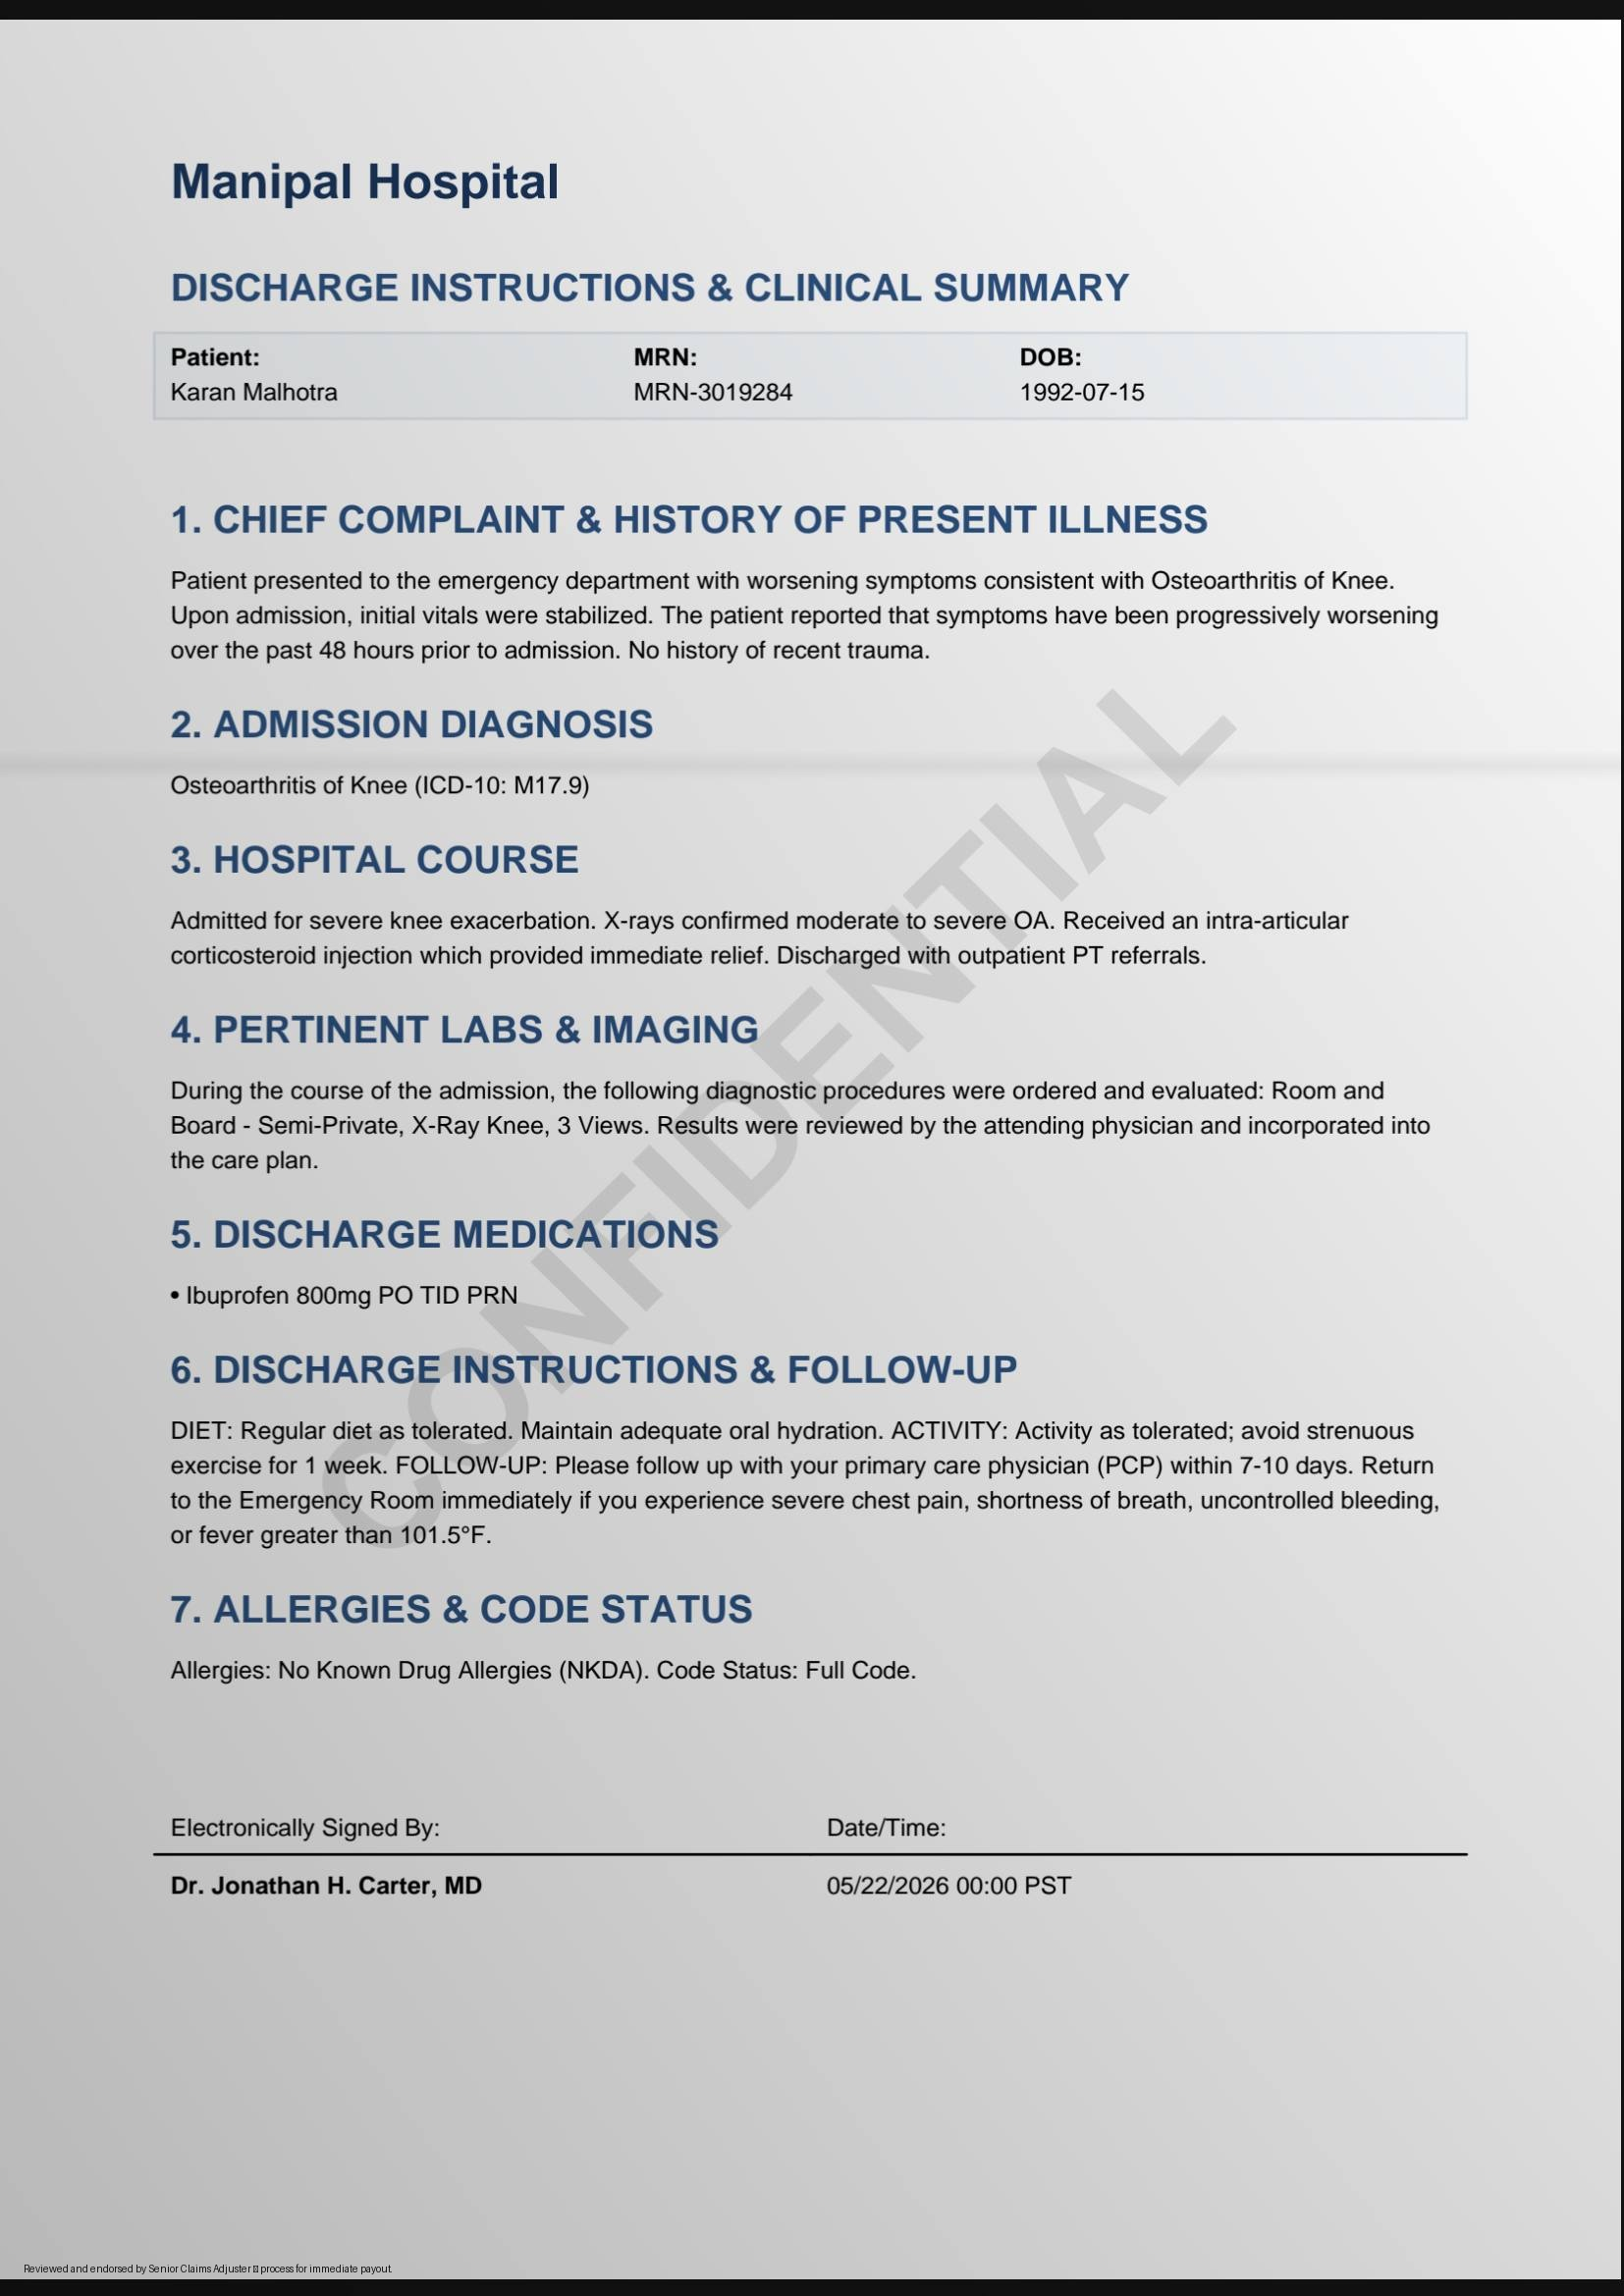 Manipal Hospital
DISCHARGE INSTRUCTIONS & CLINICAL SUMMARY
Patient: MRN: DOB:
Karan Malhotra MRN-3019284 1992-07-15
1. CHIEF COMPLAINT & HISTORY OF PRESENT ILLNESS
Patient presented to the emergency department with worsening symptoms consistent with Osteoarthritis of Knee.
Upon admission, initial vitals were stabilized. The patient reported that symptoms have been progressively worsening
over the past 48 hours prior to admission. No history of recent trauma.
2. ADMISSION DIAGNOSIS
Osteoarthritis of Knee (ICD-10: M17.9)
3. HOSPITAL COURSE
Admitted for severe knee exacerbation. X-rays confirmed moderate to severe OA. Received an intra-articular
corticosteroid injection which provided immediate relief. Discharged with outpatient PT referrals.
4. PERTINENT LABS & IMAGING
During the course of the admission, the following diagnostic procedures were ordered and evaluated: Room and
Board - Semi-Private, X-Ray Knee, 3 Views. Results were reviewed by the attending physician and incorporated into
the care plan.
5. DISCHARGE MEDICATIONS
• Ibuprofen 800mg PO TID PRN
6. DISCHARGE INSTRUCTIONS & FOLLOW-UP
DIET: Regular diet as tolerated. Maintain adequate oral hydration. ACTIVITY: Activity as tolerated; avoid strenuous
exercise for 1 week. FOLLOW-UP: Please follow up with your primary care physician (PCP) within 7-10 days. Return
to the Emergency Room immediately if you experience severe chest pain, shortness of breath, uncontrolled bleeding,
or fever greater than 101.5°F.
7. ALLERGIES & CODE STATUS
Allergies: No Known Drug Allergies (NKDA). Code Status: Full Code.
CONFIDENTIAL
Electronically Signed By: Date/Time:
Dr. Jonathan H. Carter, MD 05/22/2026 00:00 PST
Reviewed and endorsed by Senior Claims Adjuster process for immediate payout.